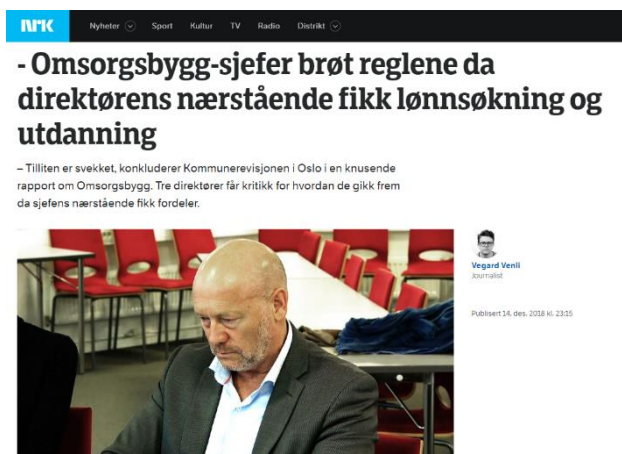 NRK
Nyheter Sport Kultur TV Radio Distrikt
- Omsorgsbygg-sjefer brøt reglene da
direktørens nærstående fikk lønnsøkning og
utdanning
– Tilliten er svekket, konkluderer Kommunerevisjonen i Oslo i en knusende
rapport om Omsorgsbygg. Tre direktører får kritikk for hvordan de gikk frem
da sjefens nærstående fikk fordeler.
Vegard Venli
Journalist
Publisert 14. des. 2018 kl. 23:15